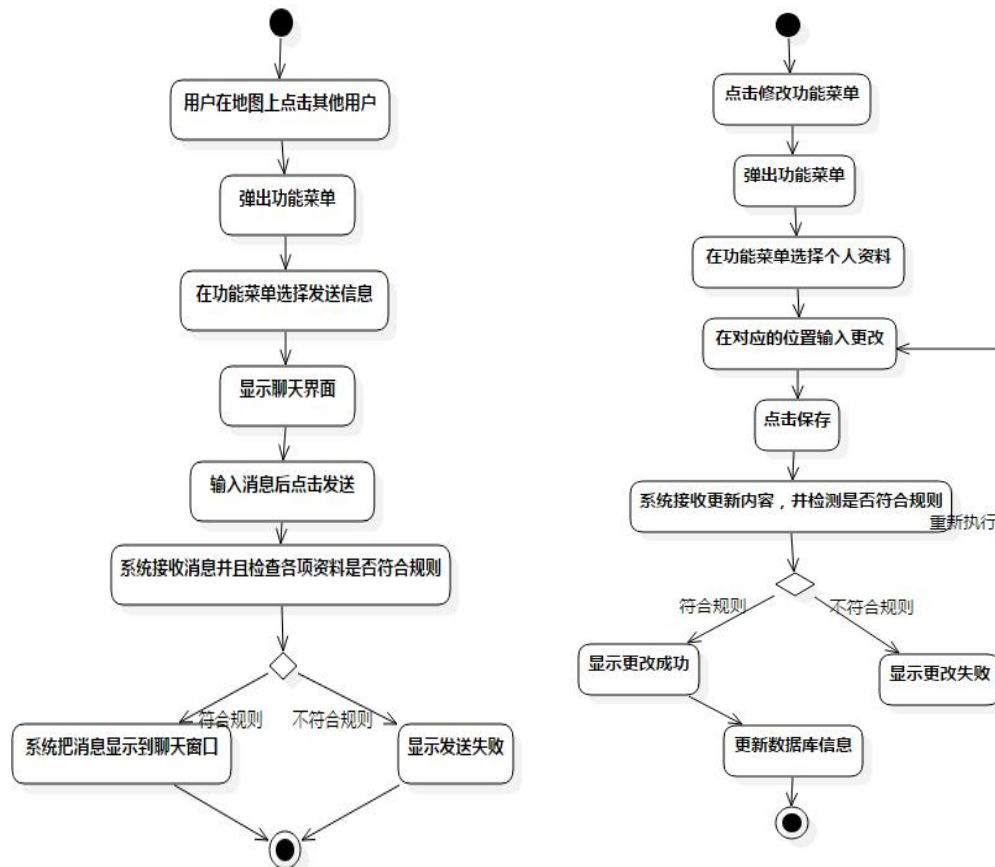 用户在地图上点击其他用户
弹出功能菜单
在功能菜单选择发送信息
显示聊天界面
输入消息后点击发送
系统接收消息并且检查各项资料是否符合规则
符合规则
不符合规则
系统把消息显示到聊天窗口
显示发送失败
点击修改功能菜单
弹出功能菜单
在功能菜单选择个人资料
在对应的位置输入更改
点击保存
系统接收更新内容，并检测是否符合规则
重新执行
符合规则
不符合规则
显示更改成功
显示更改失败
更新数据库信息